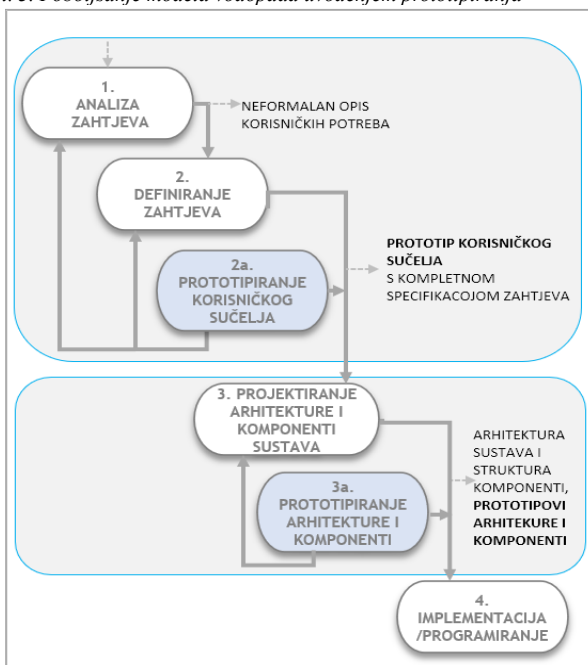 1.
ANALIZA
ZAHTJEVA
NEFORMALAN OPIS
KORISNIČKIH POTREBA
2.
DEFINIRANJE
ZAHTJEVA
PROTOTIP KORISNIČKOG
SUČELJA
S KOMPLETNOM
SPECIFIKACOJOM ZAHTJEVA
2a.
PROTOTIPIRANJE
KORISNIČKOG
SUČELJA
3. PROJEKTIRANJE
ARHITEKTURE I
KOMPONENTI
SUSTAVA
ARHITEKTURA
SUSTAVA I
STRUKTURA
KOMPONENTI,
PROTOTIPOVI
ARHITEKURE I
KOMPONENTI
3a.
PROTOTIPIRANJE
ARHITEKTURE I
KOMPONENTI
4.
IMPLEMENTACIJA
/PROGRAMIRANJE